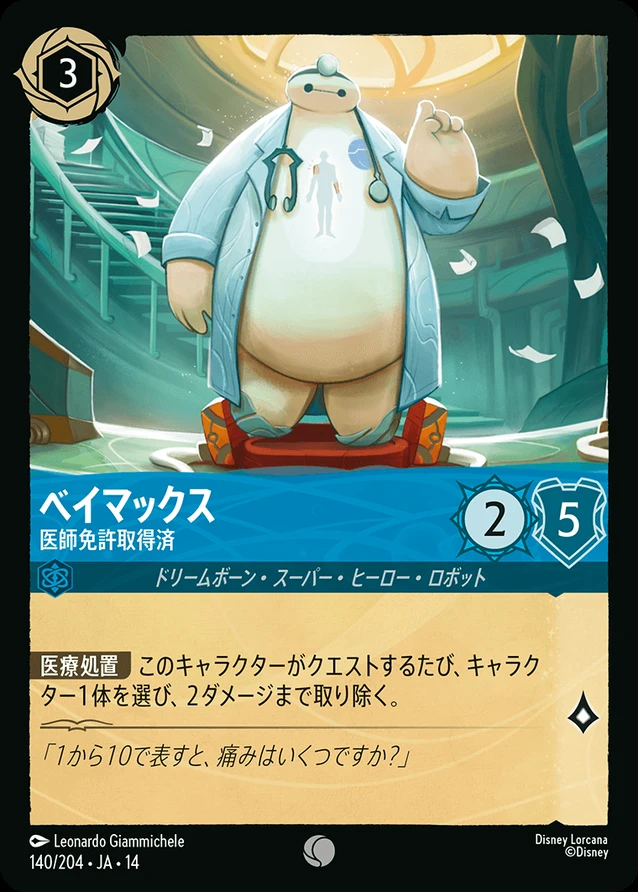 3
ベイマックス
医師免許取得済
2
5
ドリームボーン・スーパー・ヒーロー・ロボット
医療処置 このキャラクターがクエストするたび、キャラク
ター1体を選び、2ダメージまで取り除く。
「1から10で表すと、痛みはいくつですか?」
Leonardo Giammichele
140/204・JA・14
Disney Lorcana
©Disney